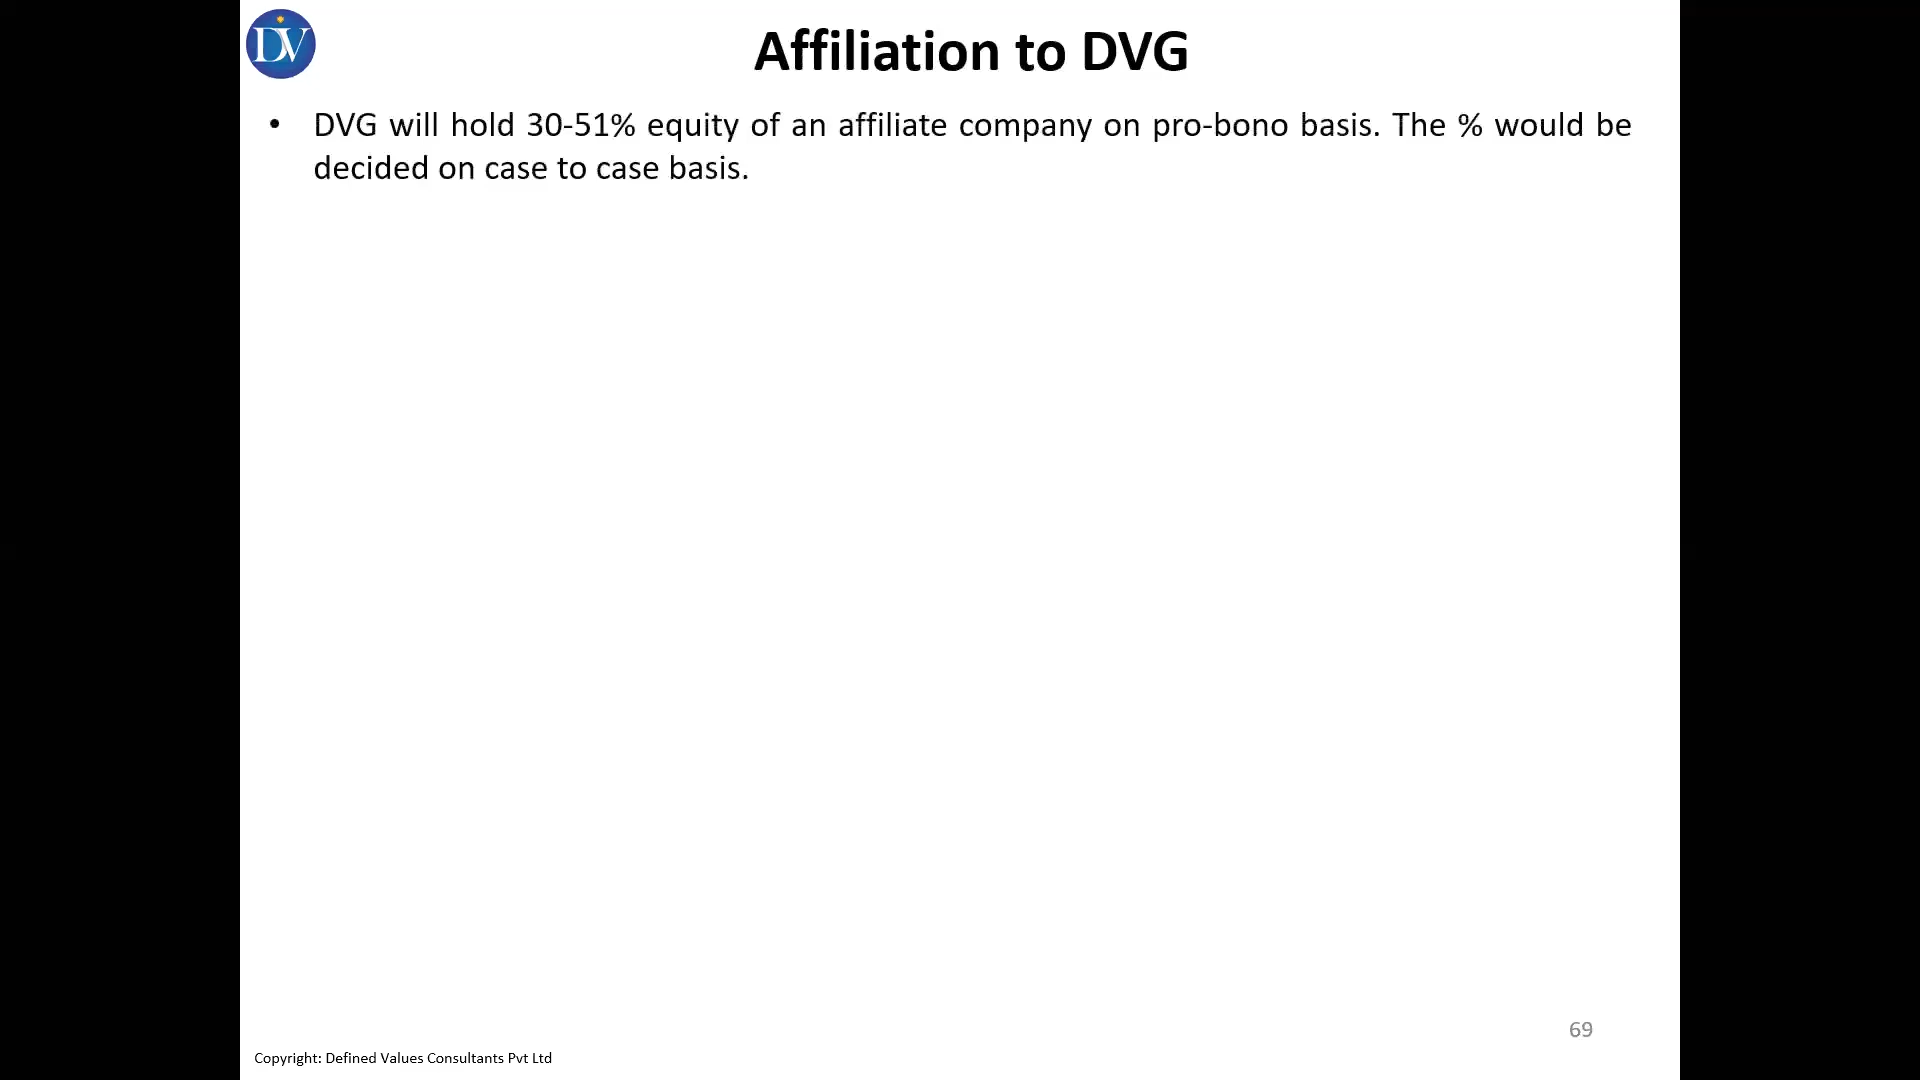 DV
Affiliation to DVG
• DVG will hold 30-51% equity of an affiliate company on pro-bono basis. The % would be
decided on case to case basis.
69
Copyright: Defined Values Consultants Pvt Ltd